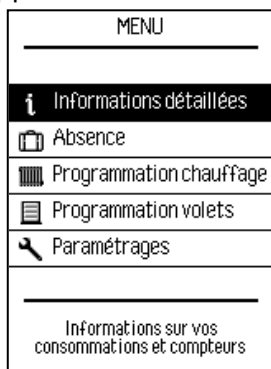 MENU
i Informations détaillées
Absence
Programmation chauffage
Programmation volets
Paramétrages
Informations sur vos
consommations et compteurs